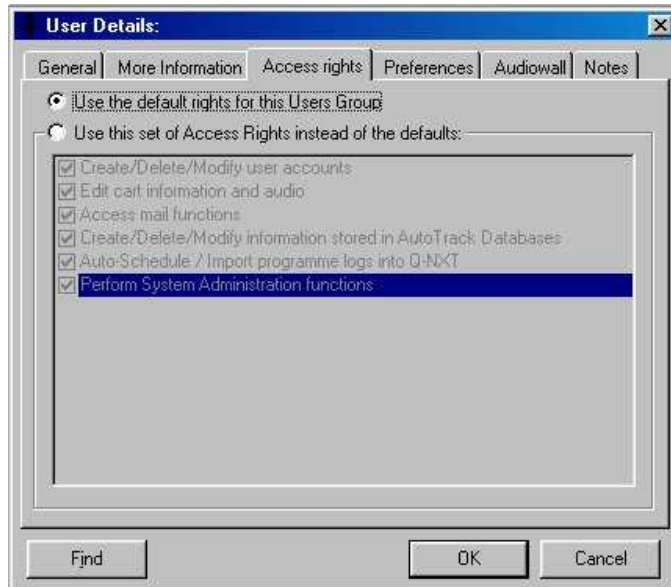 User Details:
General More Information Access rights Preferences Audiowall Notes
Use the default rights for this Users Group
Use this set of Access Rights instead of the defaults:
Create/Delete/Modify user accounts
Edit cart information and audio
Access mail functions
Create/Delete/Modify information stored in AutoTrack Databases
Auto-Schedule / Import programme logs into Q-NXT
Perform System Administration functions
Find OK Cancel